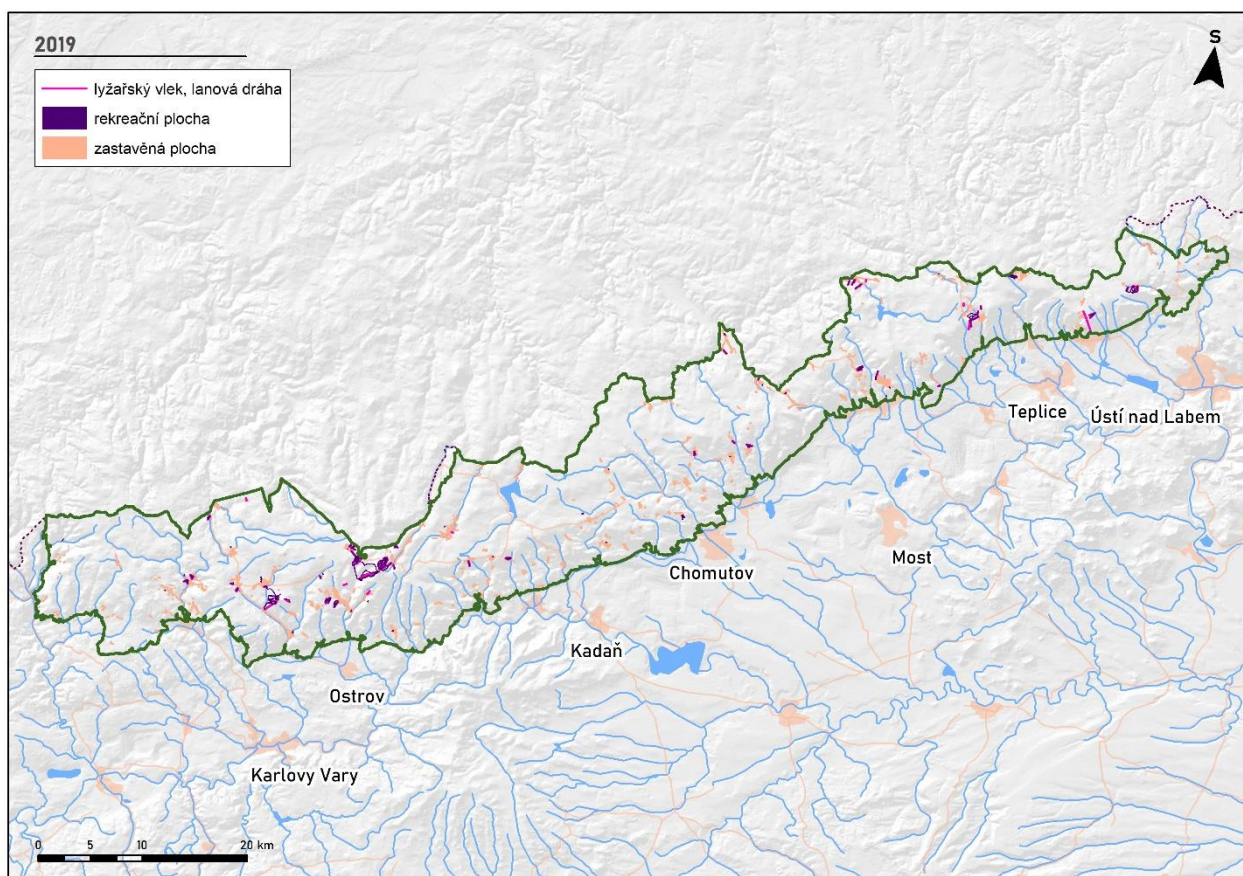 2019
S
lyžařský vlek, lanová dráha
rekreační plocha
zastavěná plocha
Teplice
Ústí nad Labem
Most
Chomutov
Kadaň
Ostrov
Karlovy Vary
0 5 10 20 km